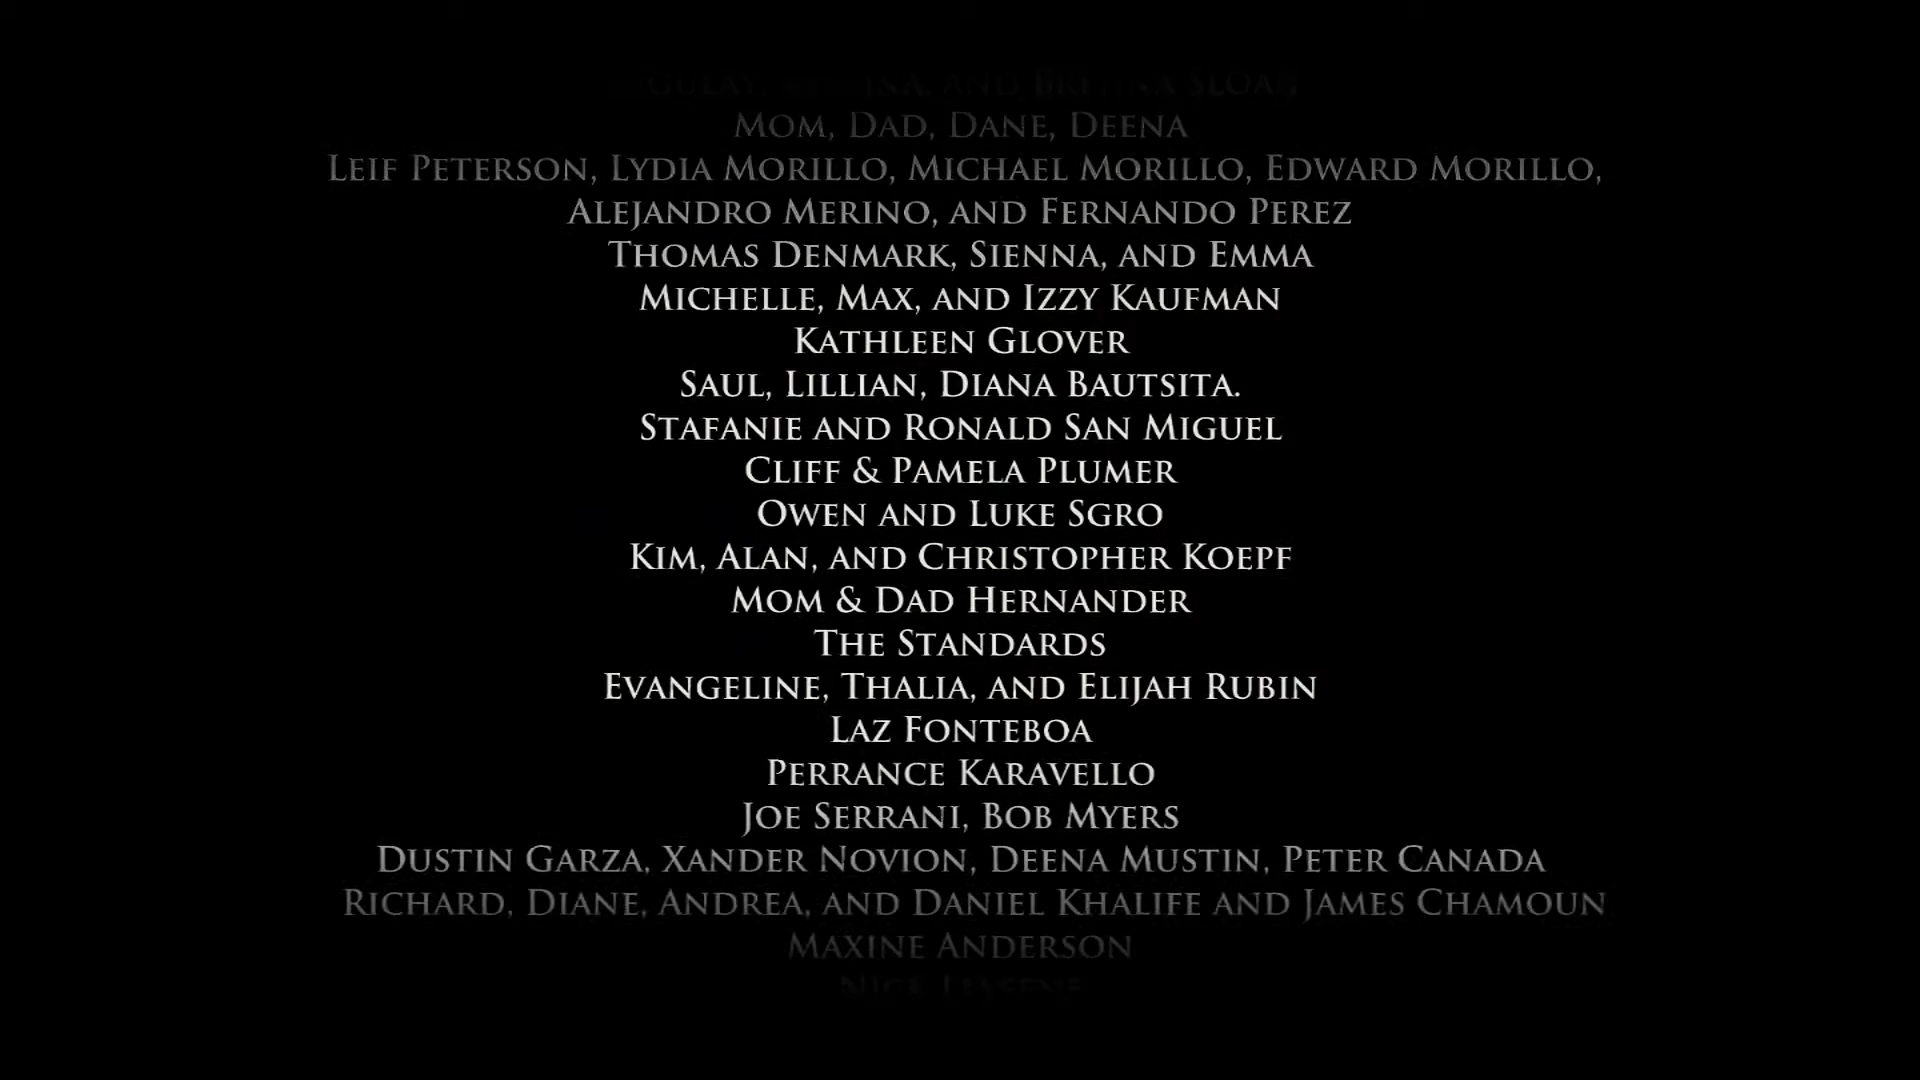 and Sloan
Mom, Dad, Dane, Deena
Leif Peterson, Lydia Morillo, Michael Morillo, Edward Morillo,
Alejandro Merino, and Fernando Perez
Thomas Denmark, Sienna, and Emma
Michelle, Max, and Izzy Kaufman
Kathleen Glover
Saul, Lillian, Diana Bautsita.
Stafanie and Ronald San Miguel
Cliff & Pamela Plumer
Owen and Luke Sgro
Kim, Alan, and Christopher Koepf
Mom & Dad Hernander
The Standards
Evangeline, Thalia, and Elijah Rubin
Laz Fonteboa
Perrance Karavello
Joe Serrani, Bob Myers
Dustin Garza, Xander Novion, Deena Mustin, Peter Canada
Richard, Diane, Andrea, and Daniel Khalife and James Chamoun
Maxine Anderson